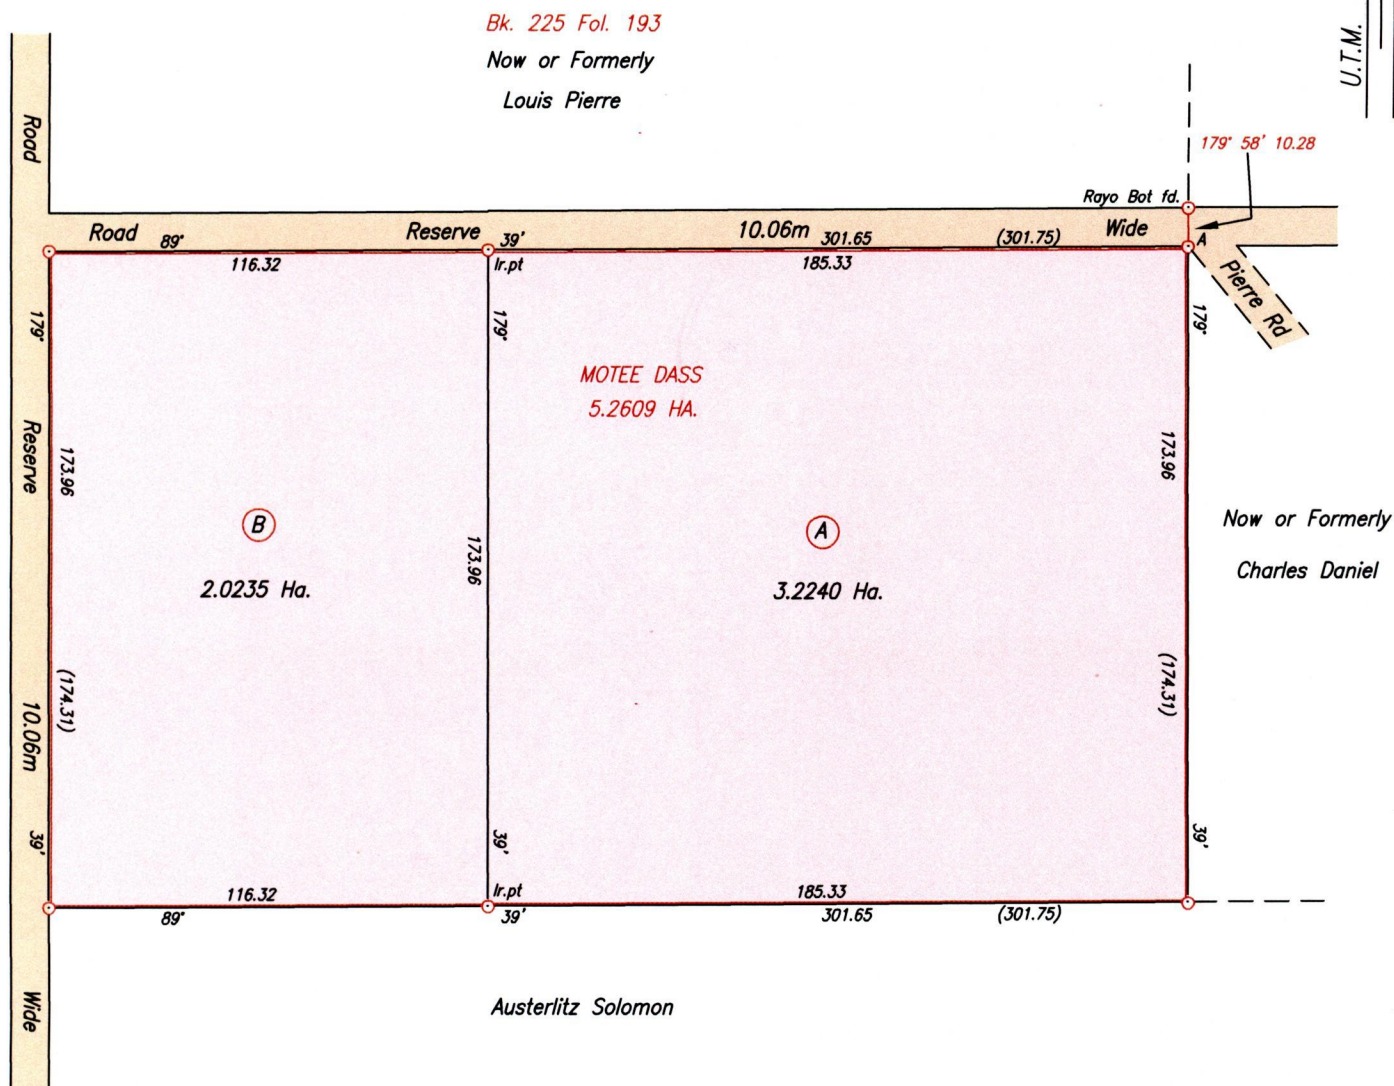 Bk. 225 Fol. 193
Now or Formerly
Louis Pierre
U.T.M.
179° 58' 10.28
Rayo Bot fd.
Road Reserve 10.06m Wide
89° 39' 301.65 (301.75)
A
116.32
Ir.pt
185.33
Pierre Rd
Road Reserve 10.06m Wide
179° 39'
173.96
(174.31)
179° 39'
173.96
179° 39'
173.96
(174.31)
MOTEE DASS
5.2609 HA.
B
2.0235 Ha.
A
3.2240 Ha.
Now or Formerly
Charles Daniel
116.32
Ir.pt
185.33
89° 39' 301.65 (301.75)
Austerlitz Solomon